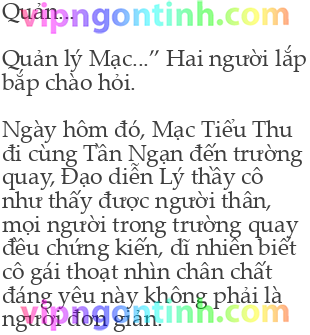 Quản...
vipngontinh.com
Quản lý Mạc...” Hai người lắp
bắp chào hỏi.
Ngày hôm đó, Mạc Tiểu Thu
đi cùng Tần Ngạn đến trường
quay, Đạo diễn Lý thầy cô
như thấy được người thân,
mọi người trong trường quay
đều chứng kiến, dĩ nhiên biết
cô gái thoạt nhìn chân chất
đáng yêu này không phải là
người đơn giản.
vipngontinh.com